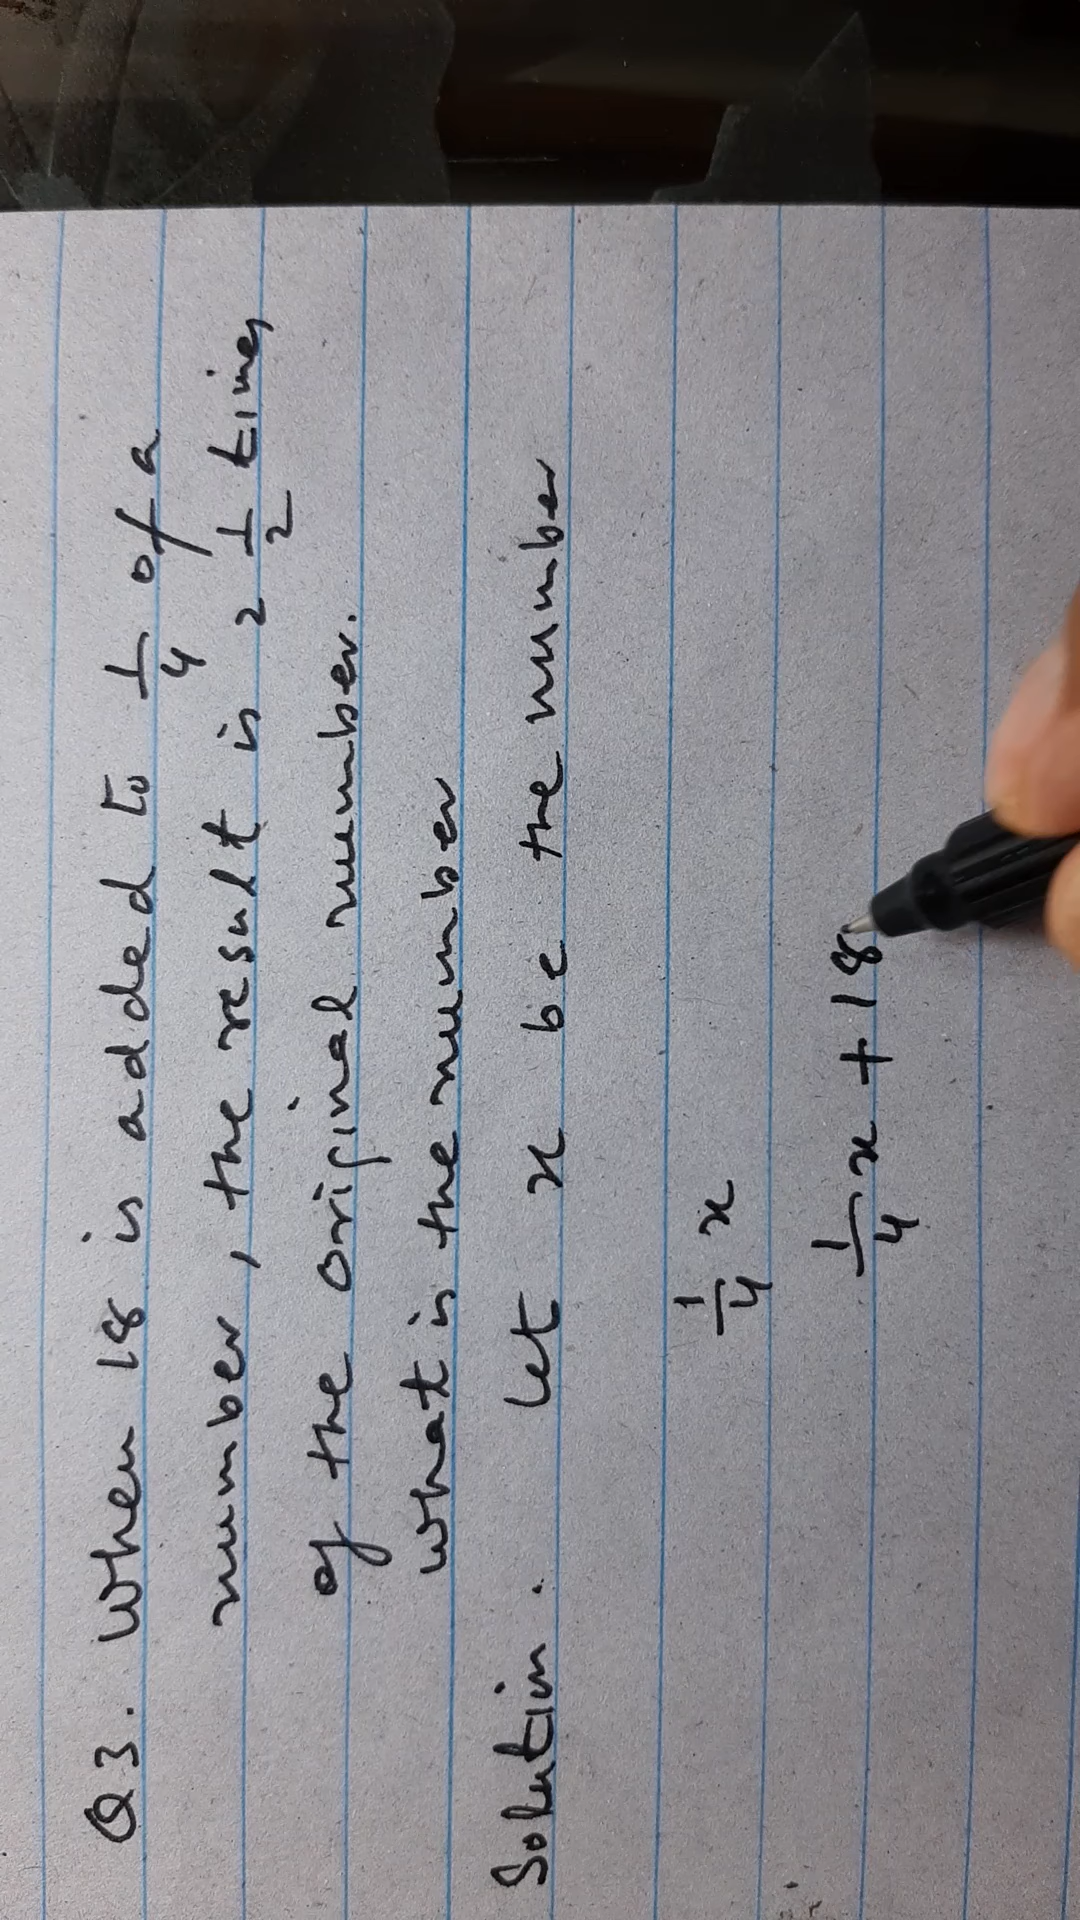 Q3. When 18 is added to 1/4 of a
number, the result is 2 1/2 times
of the original number.
what is the number
Solution. Let x be the number
1/4 x
1/4 x + 18